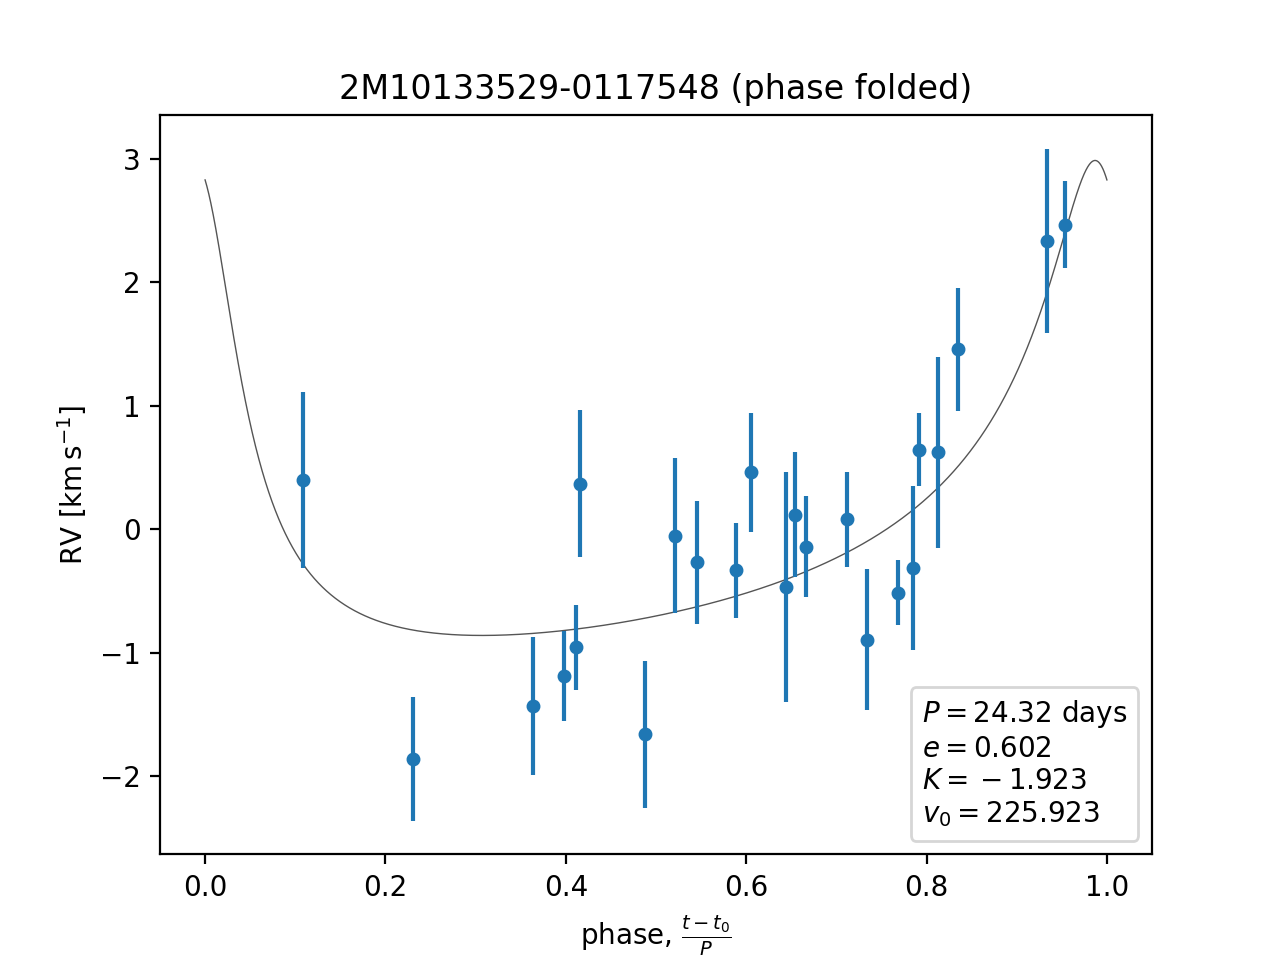 2M10133529-0117548 (phase folded)
RV [km s⁻¹]
3
2
1
0
−1
−2
P = 24.32 days
e = 0.602
K = −1.923
v₀ = 225.923
0.0 0.2 0.4 0.6 0.8 1.0
phase, (t − t₀)/P